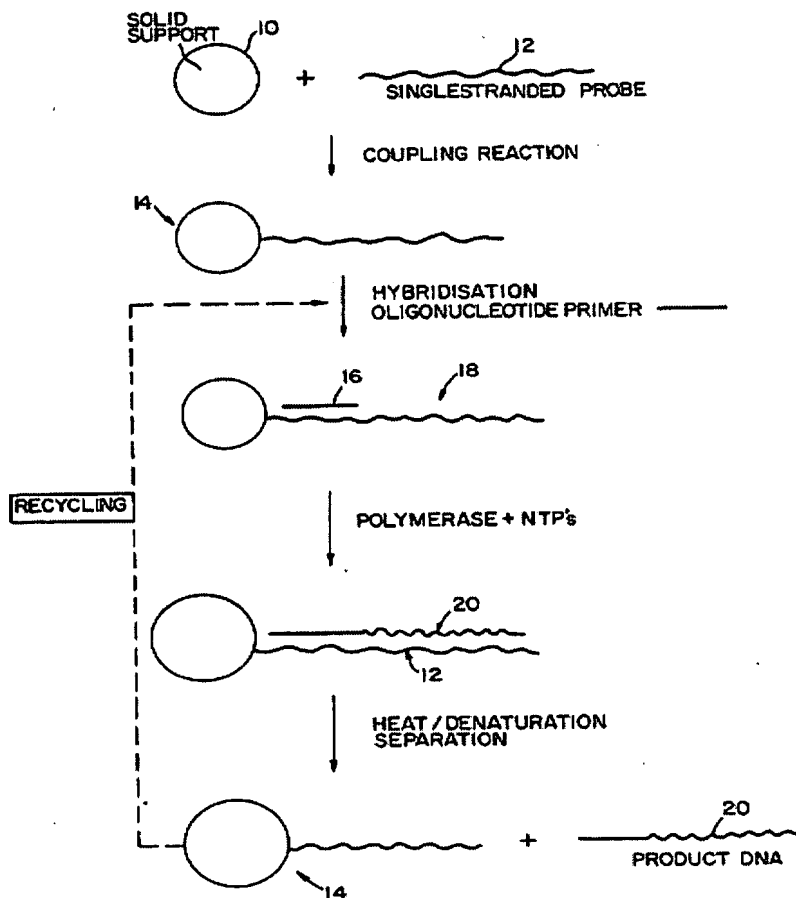 SOLID
SUPPORT
10
+
12
SINGLESTRANDED PROBE
COUPLING REACTION
14
HYBRIDISATION
OLIGONUCLEOTIDE PRIMER
16
18
RECYCLING
POLYMERASE + NTP's
20
12
HEAT / DENATURATION
SEPARATION
+
20
PRODUCT DNA
14